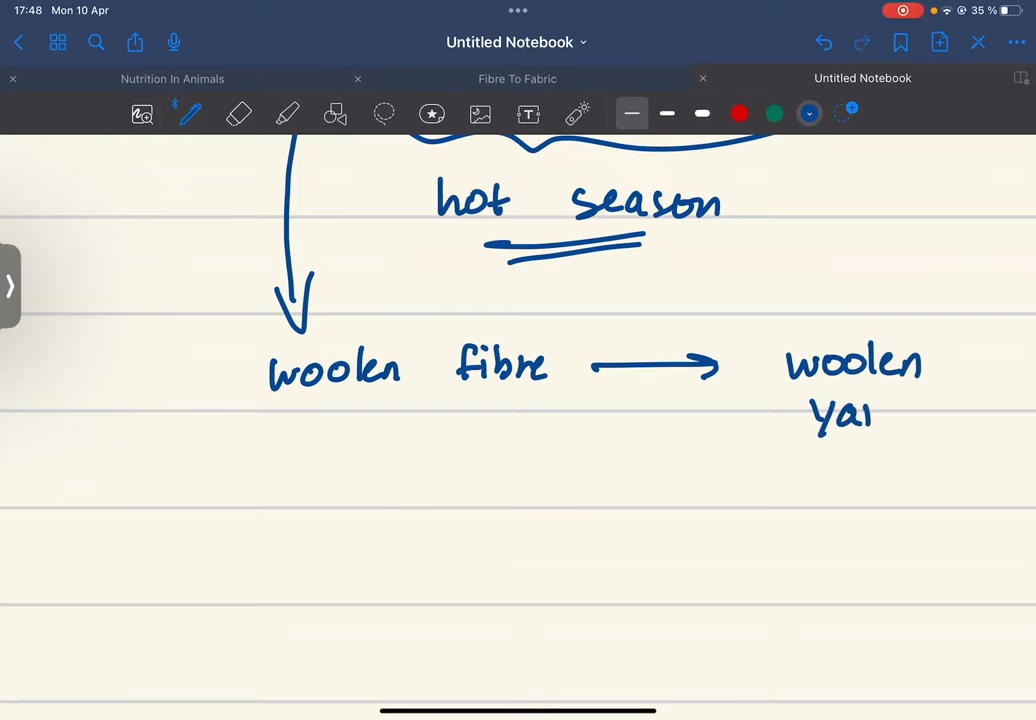 17:48 Mon 10 Apr
35 %
Untitled Notebook
Nutrition In Animals
Fibre To Fabric
Untitled Notebook
T
hot season
woolen fibre → woolen
yar